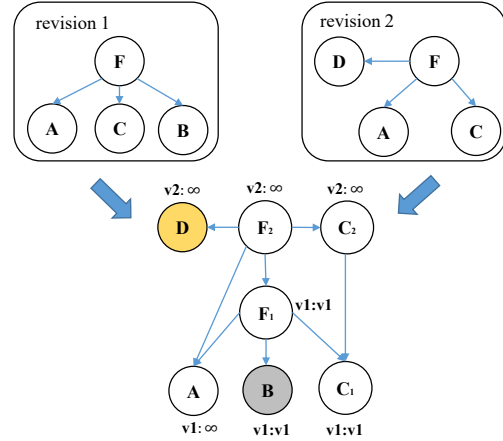 revision 1
F
A C B
revision 2
D F
A C
v2: ∞ v2: ∞ v2: ∞
D F2 C2
F1 v1:v1
A B C1
v1: ∞ v1:v1 v1:v1